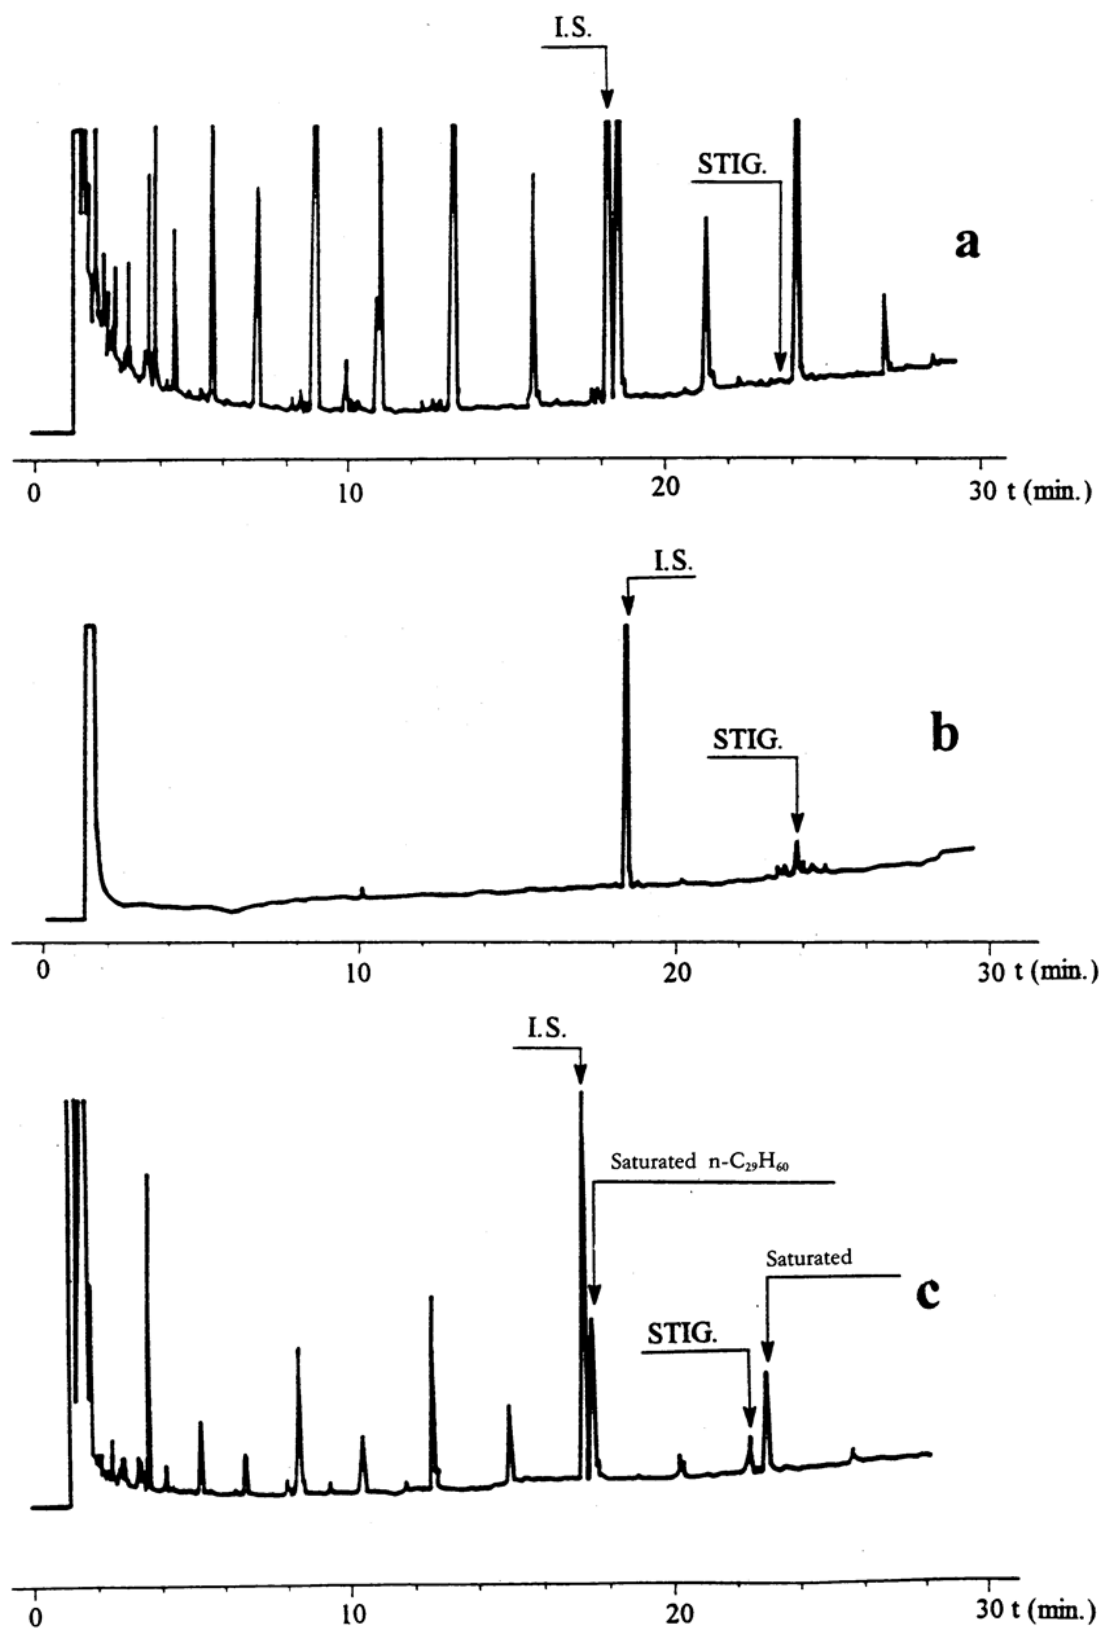 I.S.
STIG.
a
0 10 20 30 t (min.)
I.S.
STIG.
b
0 10 20 30 t (min.)
I.S.
Saturated n-C₂₉H₆₀
Saturated
STIG.
c
0 10 20 30 t (min.)